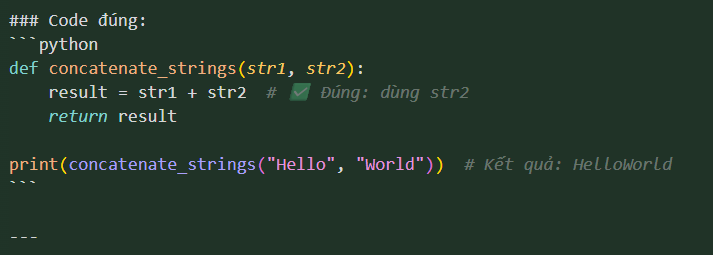 ### Code đúng:
```python
def concatenate_strings(str1, str2):
    result = str1 + str2  # ✅ Đúng: dùng str2
    return result

print(concatenate_strings("Hello", "World"))  # Kết quả: HelloWorld
```

---